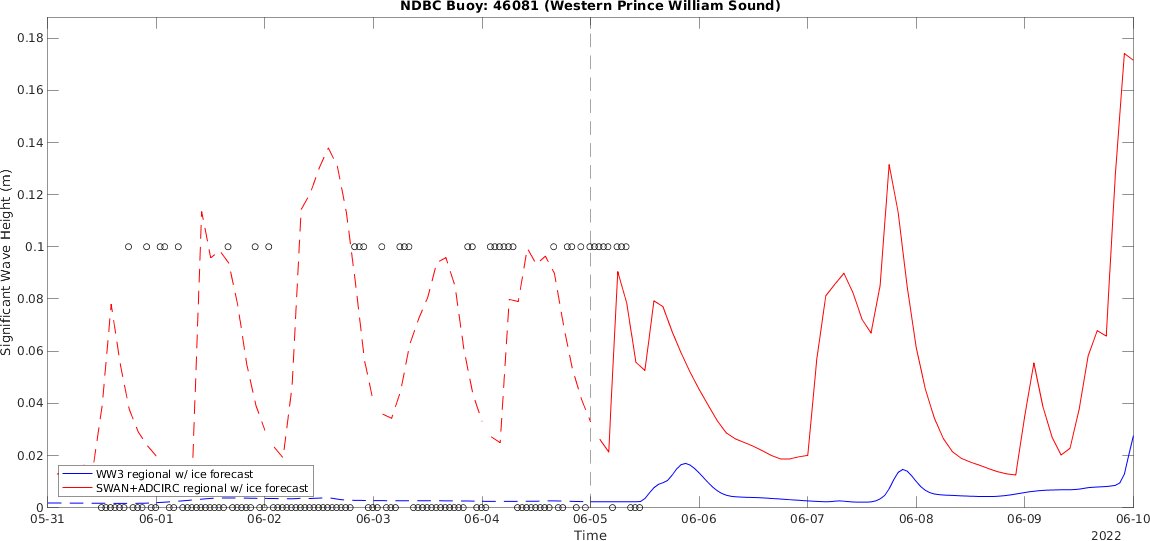 NDBC Buoy: 46081 (Western Prince William Sound)
0.18
0.16
0.14
0.12
0.1
0.08
0.06
0.04
0.02
0
Significant Wave Height (m)
WW3 regional w/ ice forecast
SWAN+ADCIRC regional w/ ice forecast
05-31 06-01 06-02 06-03 06-04 06-05 06-06 06-07 06-08 06-09 06-10
Time
2022